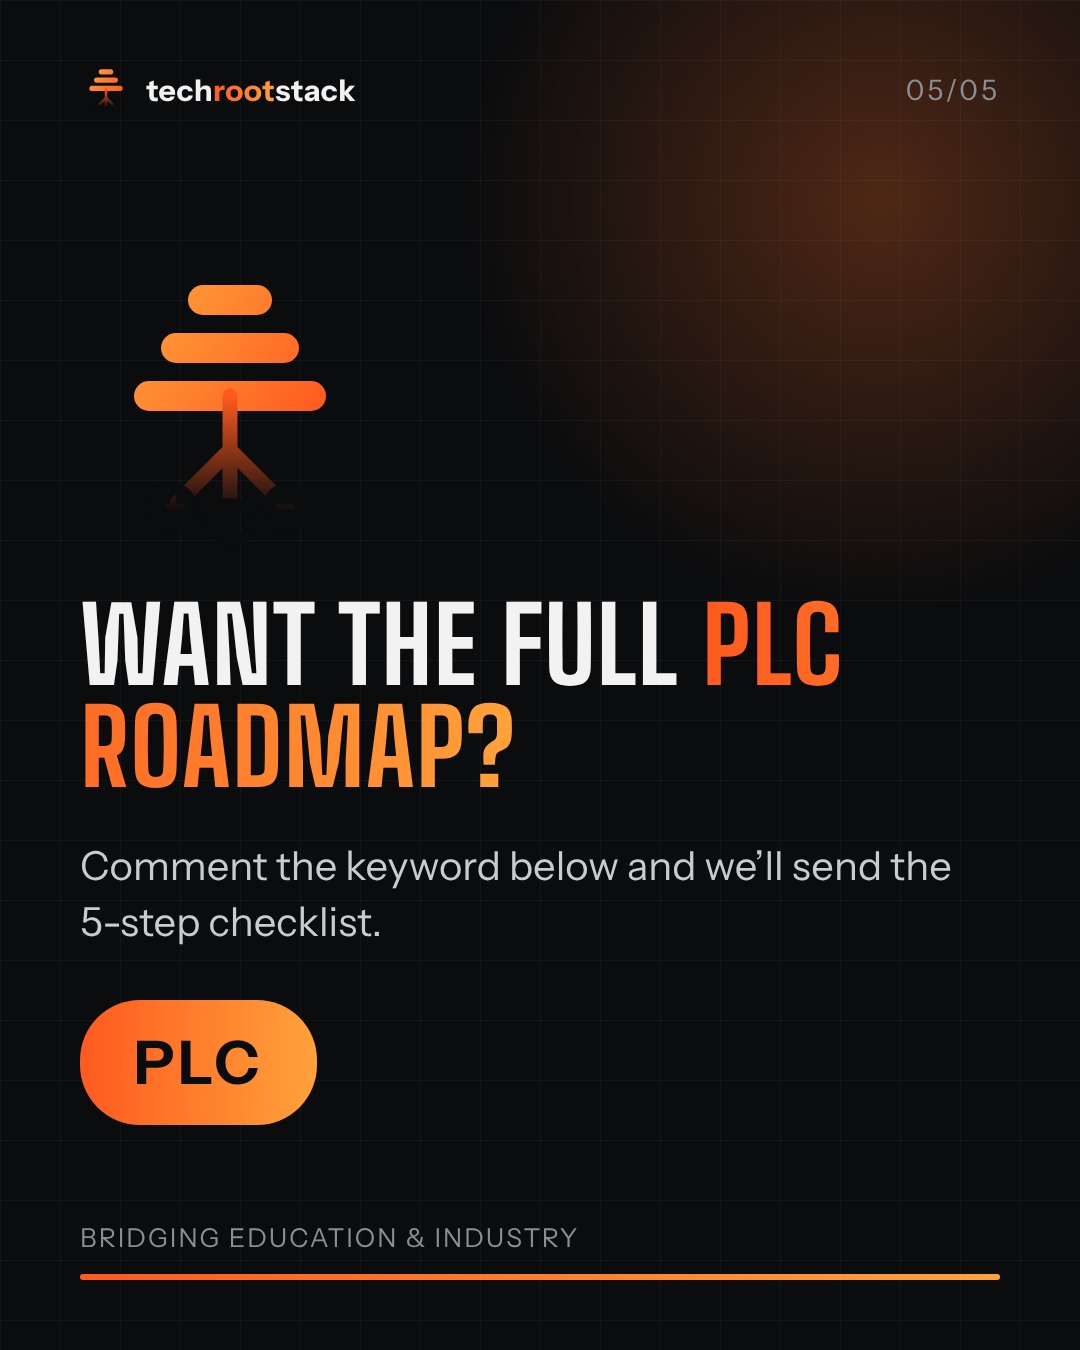 techrootstack
05/05
WANT THE FULL PLC
ROADMAP?
Comment the keyword below and we’ll send the
5-step checklist.
PLC
BRIDGING EDUCATION & INDUSTRY